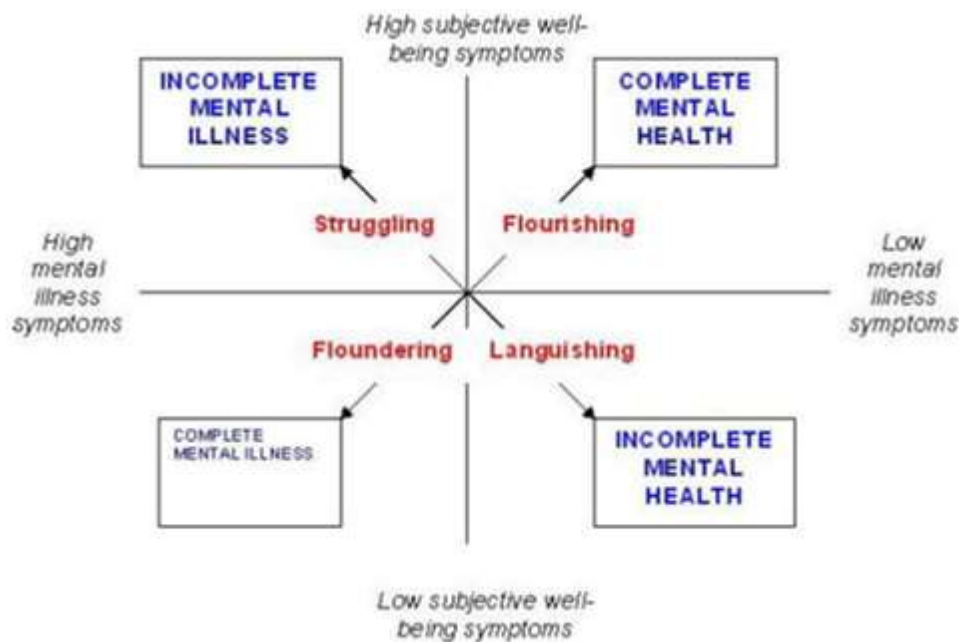 High subjective well-
being symptoms
INCOMPLETE
MENTAL
ILLNESS
COMPLETE
MENTAL
HEALTH
Struggling
Flourishing
High
mental
illness
symptoms
Low
mental
illness
symptoms
Floundering
Languishing
COMPLETE
MENTAL ILLNESS
INCOMPLETE
MENTAL
HEALTH
Low subjective well-
being symptoms